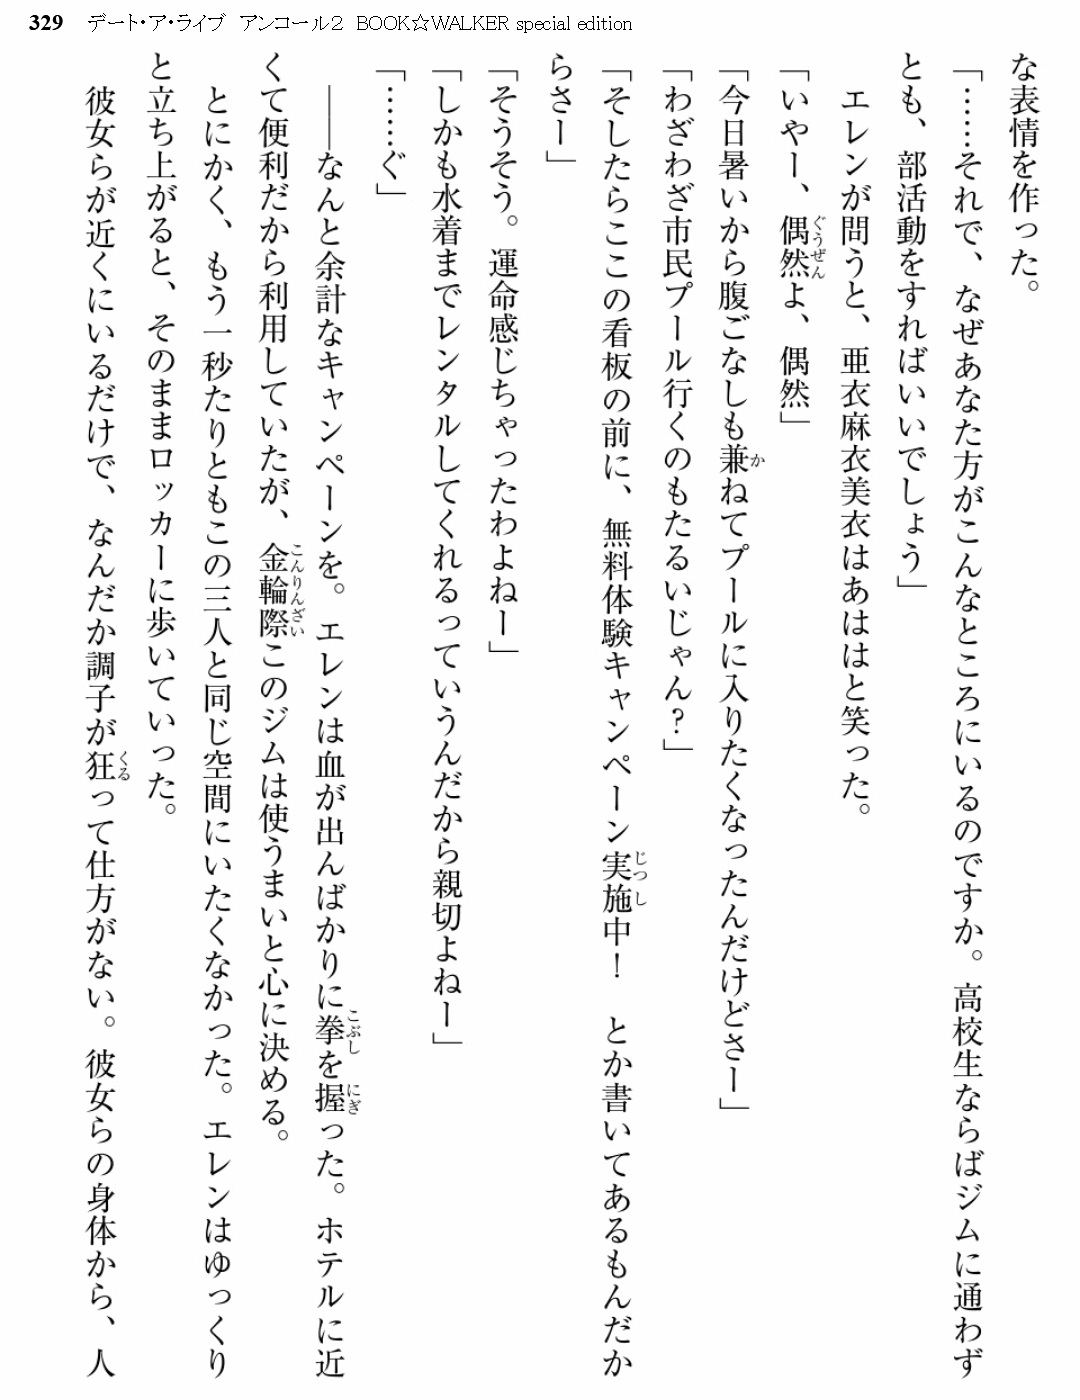 329 デート・ア・ライブ アンコール2 BOOK☆WALKER special edition
な表情を作った。
「……それで、なぜあなた方がこんなところにいるのですか。高校生ならばジムに通わず
とも、部活動をすればいいでしょう」
エレンが問うと、亜衣麻衣美衣はあははと笑った。
「いやー、偶然よ、偶然」
「今日暑いから腹ごなしも兼ねてプールに入りたくなったんだけどさー」
「わざわざ市民プール行くのもたるいじゃん?」
「そしたらここの看板の前に、無料体験キャンペーン実施中! とか書いてあるもんだか
らさー」
「そうそう。運命感じちゃったわよねー」
「しかも水着までレンタルしてくれるっていうんだから親切よねー」
「……ぐ」
――なんと余計なキャンペーンを。エレンは血が出んばかりに拳を握った。ホテルに近
くて便利だから利用していたが、金輪際このジムは使うまいと心に決める。
とにかく、もう一秒たりともこの三人と同じ空間にいたくなかった。エレンはゆっくり
と立ち上がると、そのままロッカーに歩いていった。
彼女らが近くにいるだけで、なんだか調子が狂って仕方がない。彼女らの身体から、人